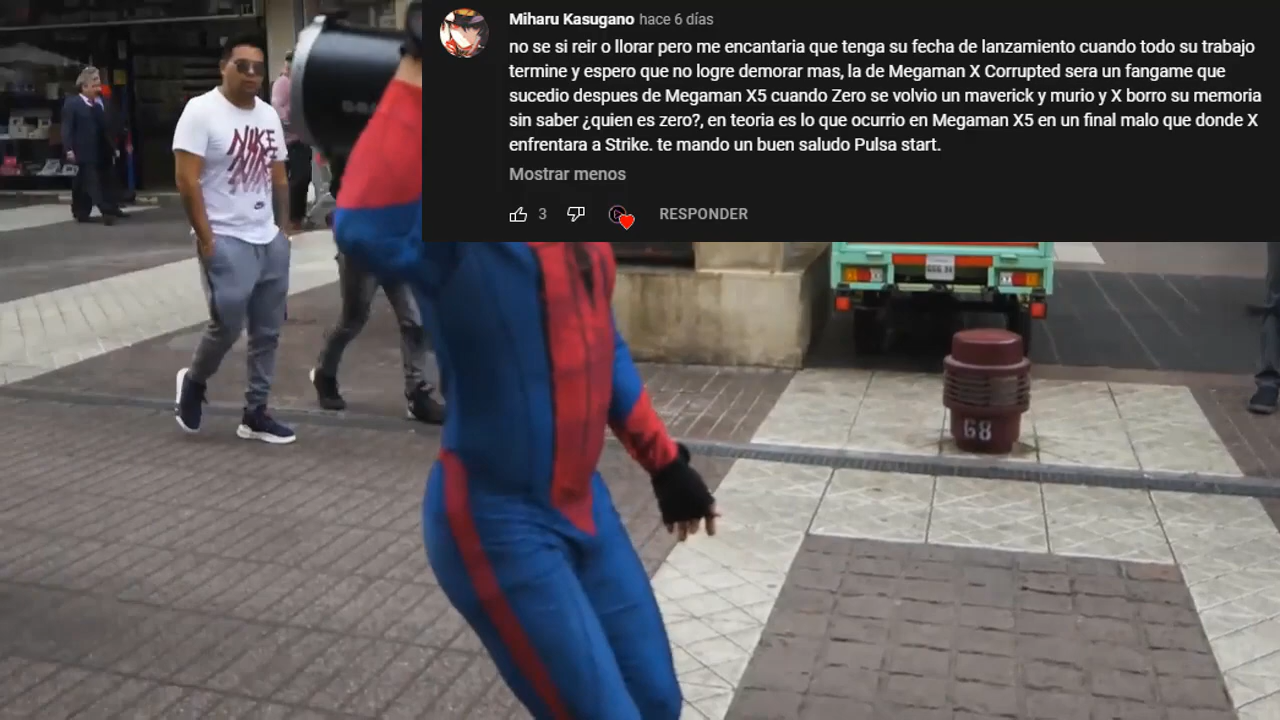 Miharu Kasugano hace 6 días
no se si reir o llorar pero me encantaria que tenga su fecha de lanzamiento cuando todo su trabajo
termine y espero que no logre demorar mas, la de Megaman X Corrupted sera un fangame que
sucedio despues de Megaman X5 cuando Zero se volvio un maverick y murio y X borro su memoria
sin saber ¿quien es zero?, en teoria es lo que ocurrio en Megaman X5 en un final malo que donde X
enfrentara a Strike. te mando un buen saludo Pulsa start.
Mostrar menos
3 RESPONDER
NIKE
NIKE
68